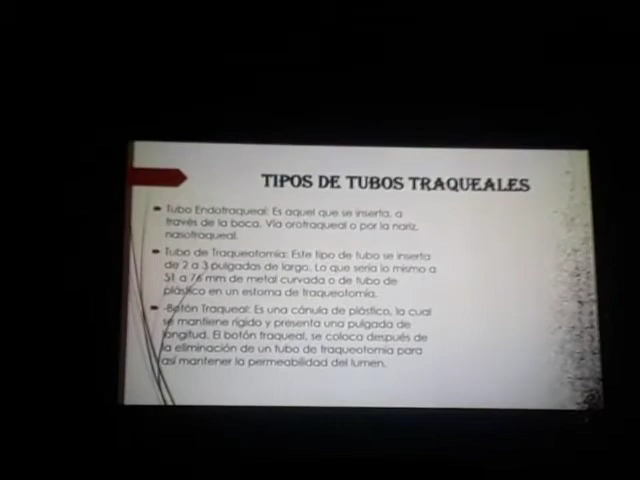 TIPOS DE TUBOS TRAQUEALES
Tubo Endotraqueal: Es aquel que se inserta, a
través de la boca. Vía orotraqueal o por la nariz,
nasotraqueal.
Tubo de Traqueotomía: Este tipo de tubo se inserta
de 2 a 3 pulgadas de largo. Lo que sería lo mismo a
51 a 76 mm de metal curvada o de tubo de
plástico en un estoma de traqueotomía.
-Botón Traqueal: Es una cánula de plástico, la cual
se mantiene rígido y presenta una pulgada de
longitud. El botón traqueal, se coloca después de
la eliminación de un tubo de traqueotomía para
así mantener la permeabilidad del lumen.